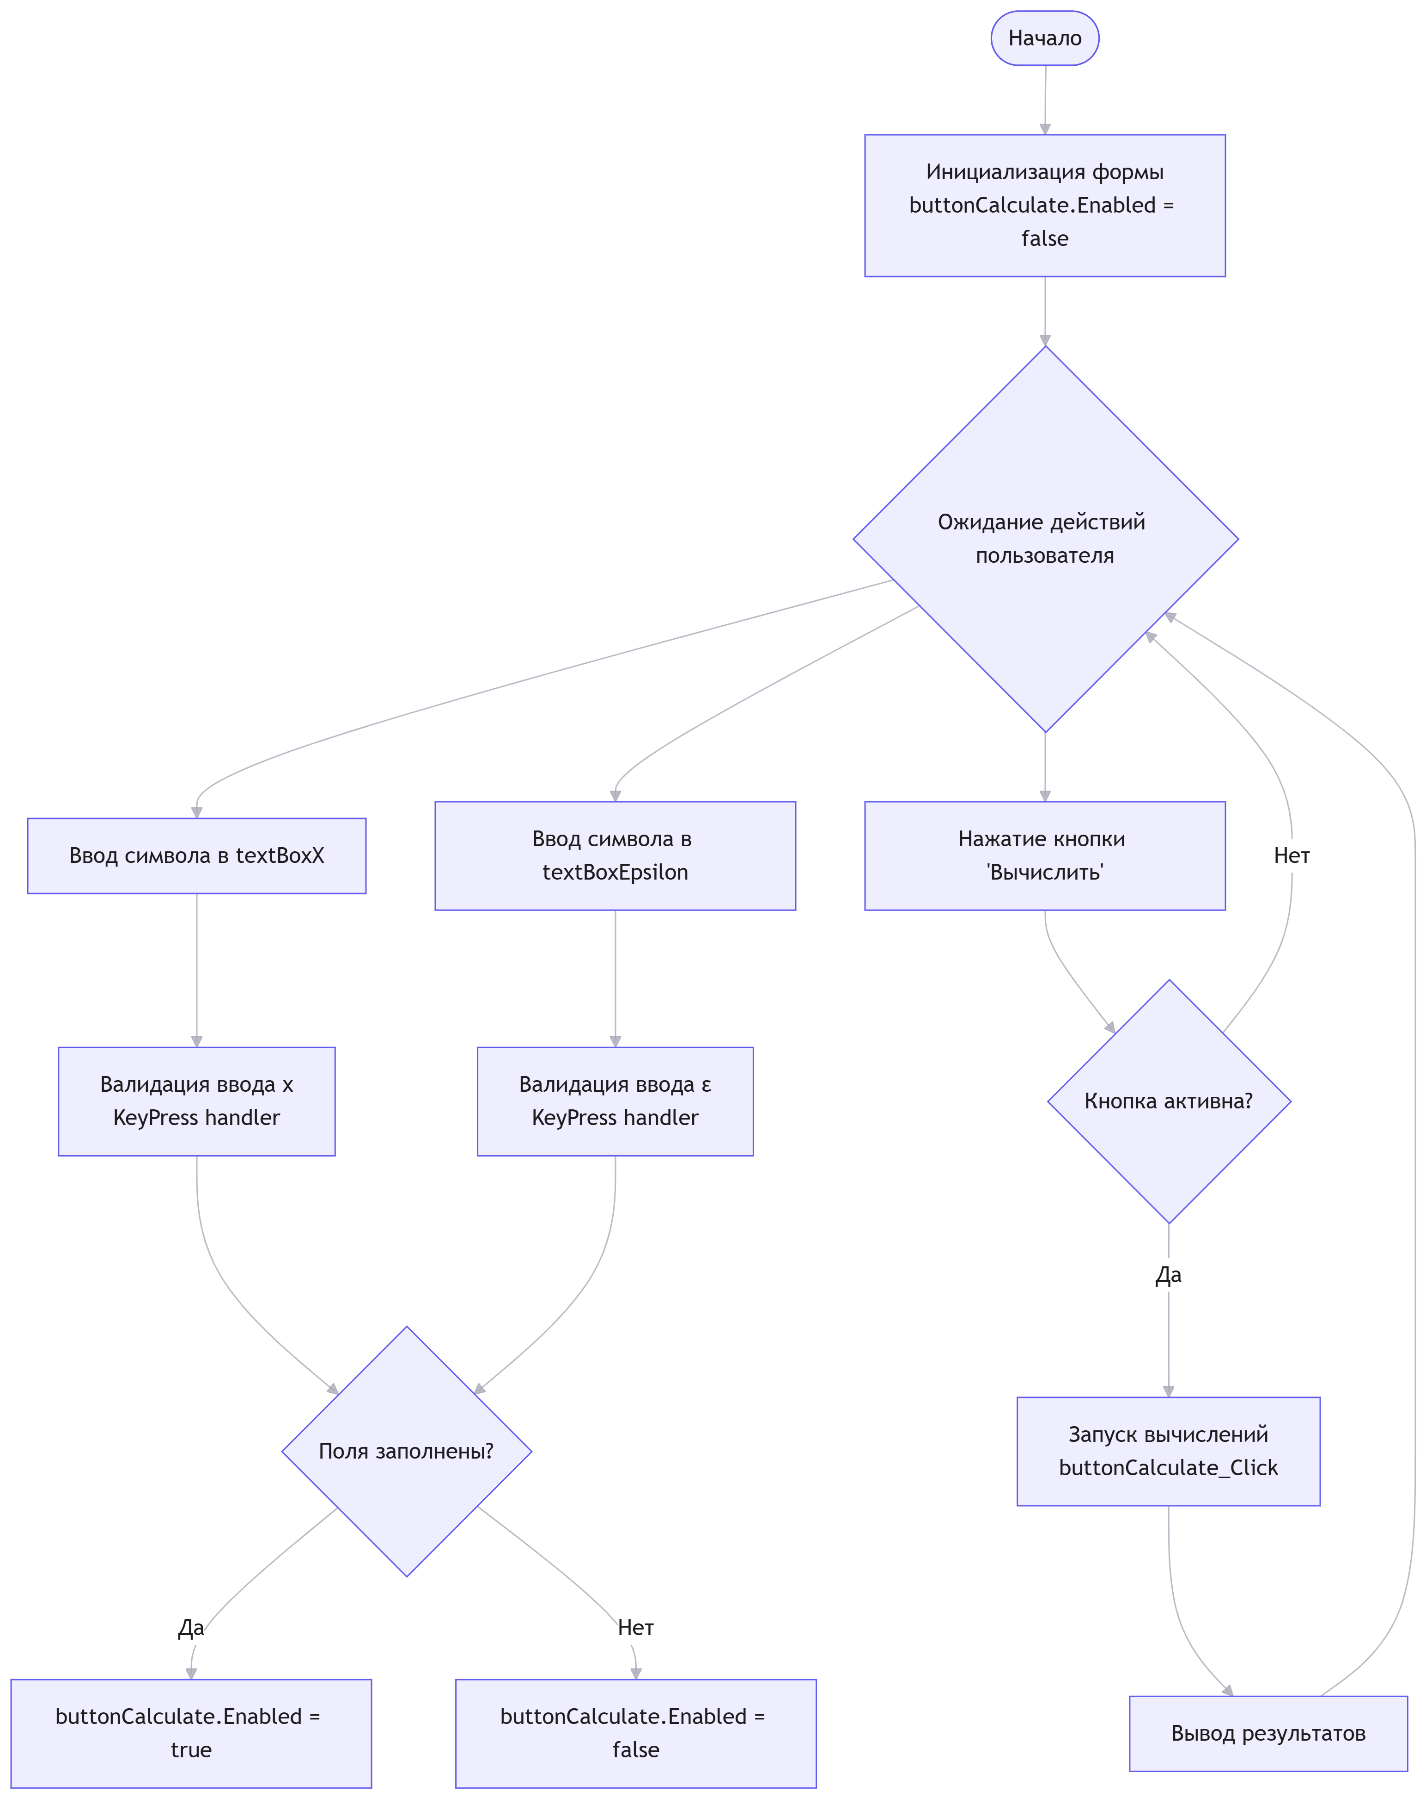 Начало
Инициализация формы
buttonCalculate.Enabled =
false
Ожидание действий
пользователя
Ввод символа в textBoxX
Ввод символа в
textBoxEpsilon
Нажатие кнопки
'Вычислить'
Нет
Валидация ввода x
KeyPress handler
Валидация ввода ε
KeyPress handler
Кнопка активна?
Да
Поля заполнены?
Запуск вычислений
buttonCalculate_Click
Да
Нет
buttonCalculate.Enabled =
true
buttonCalculate.Enabled =
false
Вывод результатов